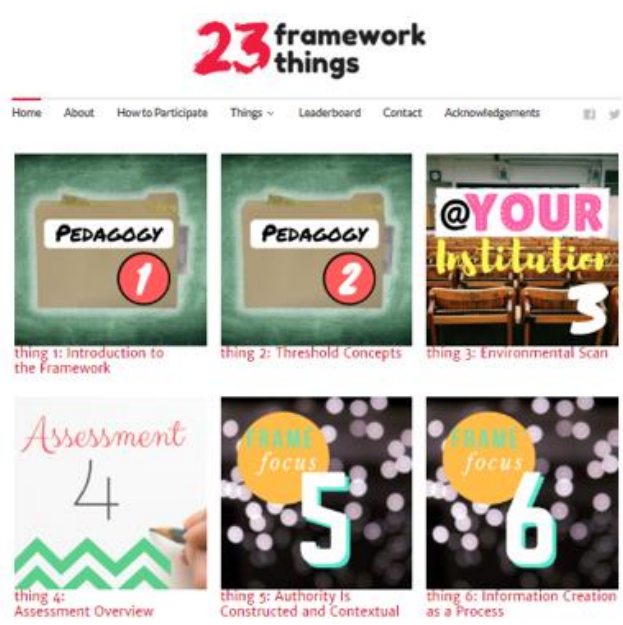 23 framework
things
Home About How to Participate Things Leaderboard Contact Acknowledgements
PEDAGOGY
1
PEDAGOGY
2
@YOUR
Institution
3
thing 1: Introduction to
the Framework
thing 2: Threshold Concepts
thing 3: Environmental Scan
Assessment
4
FRAME
focus
5
FRAME
focus
6
thing 4:
Assessment Overview
thing 5: Authority Is
Constructed and Contextual
thing 6: Information Creation
as a Process